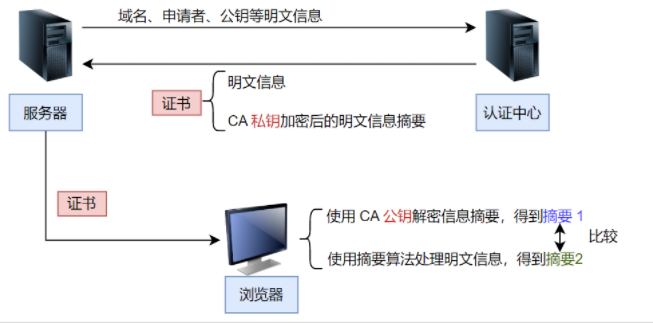 域名、申请者、公钥等明文信息
明文信息
证书
CA 私钥加密后的明文信息摘要
服务器
认证中心
证书
使用 CA 公钥解密信息摘要，得到摘要 1
比较
使用摘要算法处理明文信息，得到摘要2
浏览器